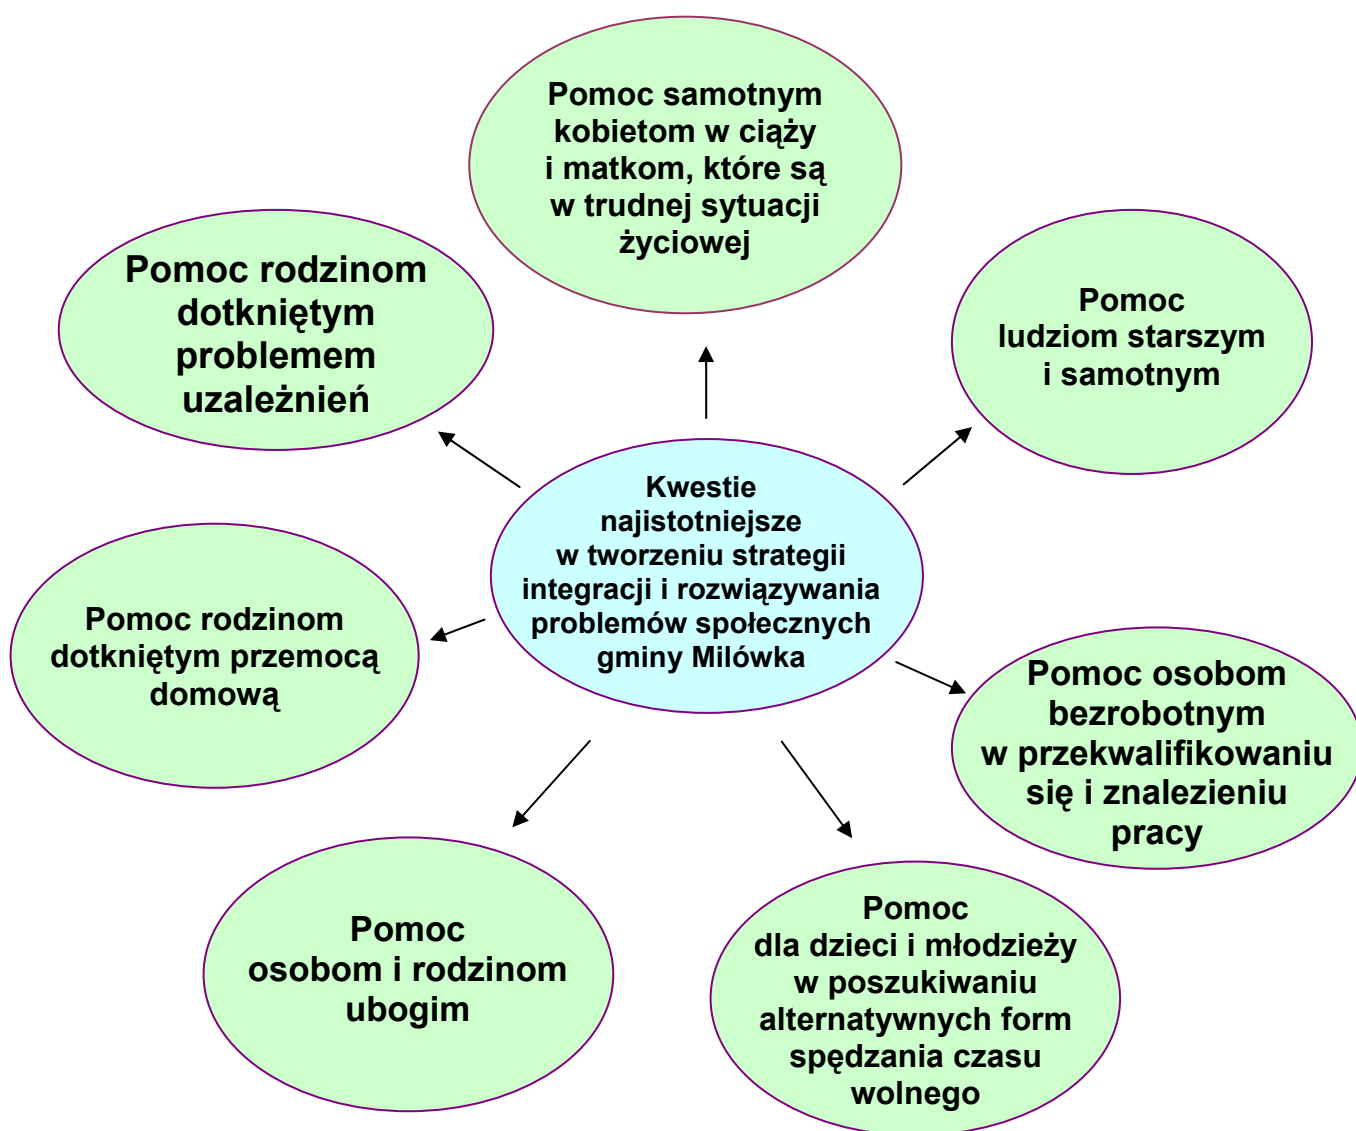 Pomoc samotnym
kobietom w ciąży
i matkom, które są
w trudnej sytuacji
życiowej
Pomoc rodzinom
dotkniętym
problemem
uzależnień
Pomoc
ludziom starszym
i samotnym
Kwestie
najistotniejsze
w tworzeniu strategii
integracji i rozwiązywania
problemów społecznych
gminy Milówka
Pomoc rodzinom
dotkniętym przemocą
domową
Pomoc osobom
bezrobotnym
w przekwalifikowaniu
się i znalezieniu
pracy
Pomoc
osobom i rodzinom
ubogim
Pomoc
dla dzieci i młodzieży
w poszukiwaniu
alternatywnych form
spędzania czasu
wolnego